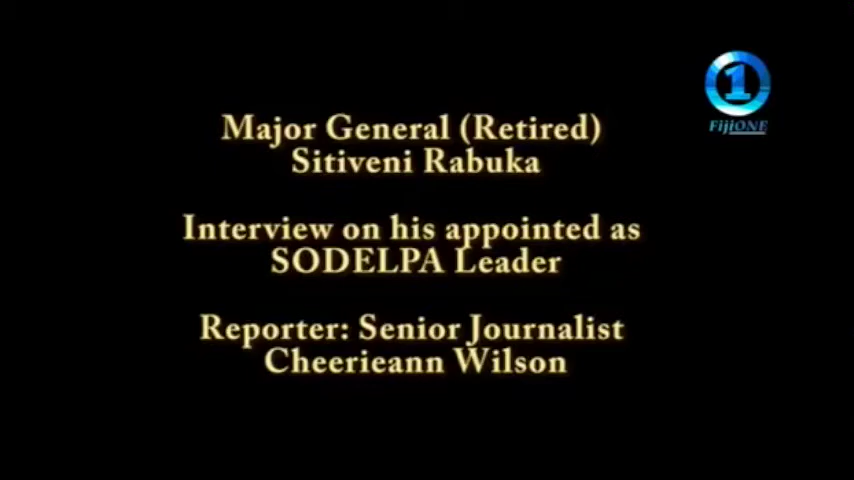 1
FijiONE
Major General (Retired)
Sitiveni Rabuka
Interview on his appointed as
SODELPA Leader
Reporter: Senior Journalist
Cheerieann Wilson